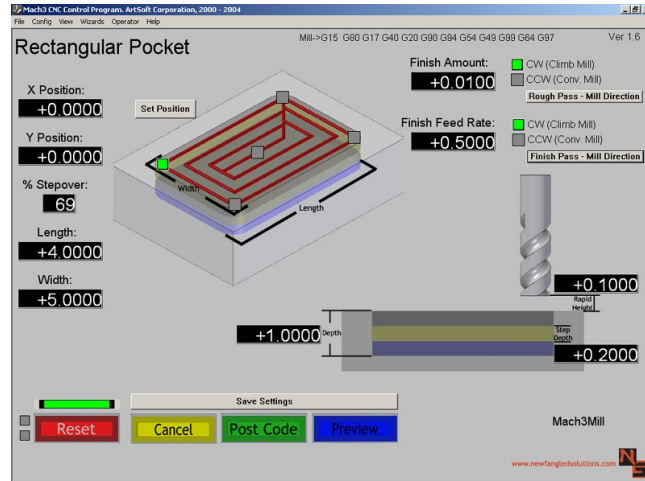 Mach3 CNC Control Program. ArtSoft Corporation, 2000 - 2004
File Config View Wizards Operator Help
Rectangular Pocket
Mill->G15 G80 G17 G40 G20 G90 G94 G54 G49 G99 G64 G97
Ver 1.6
Finish Amount:
+0.0100
CW (Climb Mill)
CCW (Conv. Mill)
Rough Pass - Mill Direction
X Position:
+0.0000
Set Position
Finish Feed Rate:
+0.5000
CW (Climb Mill)
CCW (Conv. Mill)
Finish Pass - Mill Direction
Y Position:
+0.0000
% Stepover:
69
Width
Length
Length:
+4.0000
Width:
+5.0000
+0.1000
Rapid
Height
+1.0000
Depth
Step
Depth
+0.2000
Save Settings
Reset
Cancel
Post Code
Preview
Mach3Mill
www.newfangledsolutions.com